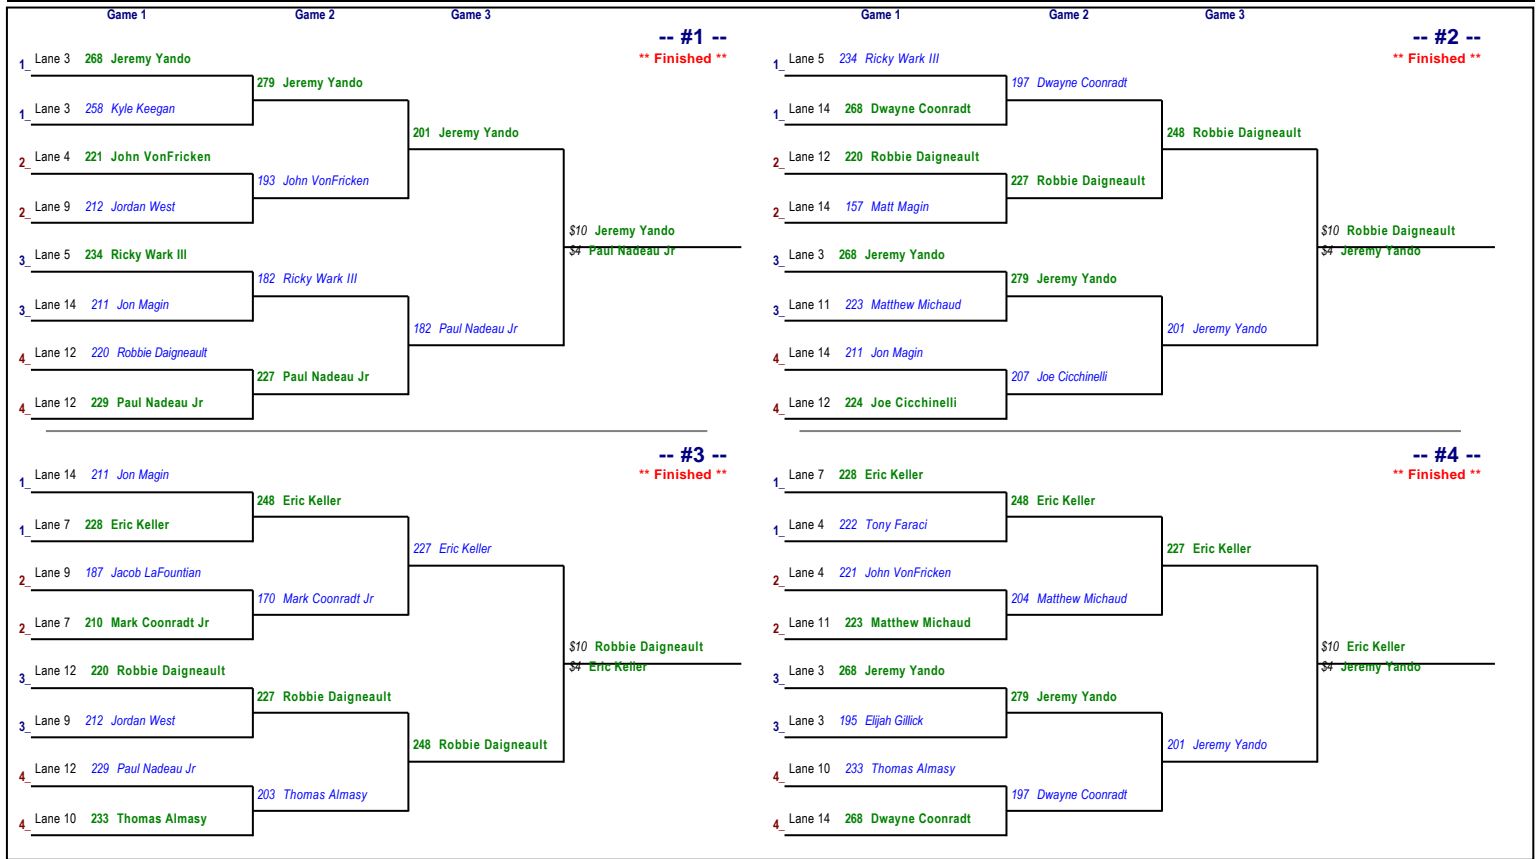 Game 1 Game 2 Game 3 Game 1 Game 2 Game 3
-- #1 --
** Finished **
1_ Lane 3 268 Jeremy Yando
279 Jeremy Yando
1_ Lane 3 258 Kyle Keegan
201 Jeremy Yando
2_ Lane 4 221 John VonFricken
193 John VonFricken
2_ Lane 9 212 Jordan West
$10 Jeremy Yando
$4 Paul Nadeau Jr
3_ Lane 5 234 Ricky Wark III
182 Ricky Wark III
3_ Lane 14 211 Jon Magin
182 Paul Nadeau Jr
4_ Lane 12 220 Robbie Daigneault
227 Paul Nadeau Jr
4_ Lane 12 229 Paul Nadeau Jr
-- #2 --
** Finished **
1_ Lane 5 234 Ricky Wark III
197 Dwayne Coonradt
1_ Lane 14 268 Dwayne Coonradt
248 Robbie Daigneault
2_ Lane 12 220 Robbie Daigneault
227 Robbie Daigneault
2_ Lane 14 157 Matt Magin
$10 Robbie Daigneault
$4 Jeremy Yando
3_ Lane 3 268 Jeremy Yando
279 Jeremy Yando
3_ Lane 11 223 Matthew Michaud
201 Jeremy Yando
4_ Lane 14 211 Jon Magin
207 Joe Cicchinelli
4_ Lane 12 224 Joe Cicchinelli
-- #3 --
** Finished **
1_ Lane 14 211 Jon Magin
248 Eric Keller
1_ Lane 7 228 Eric Keller
227 Eric Keller
2_ Lane 9 187 Jacob LaFountian
170 Mark Coonradt Jr
2_ Lane 7 210 Mark Coonradt Jr
$10 Robbie Daigneault
$4 Eric Keller
3_ Lane 12 220 Robbie Daigneault
227 Robbie Daigneault
3_ Lane 9 212 Jordan West
248 Robbie Daigneault
4_ Lane 12 229 Paul Nadeau Jr
203 Thomas Almasy
4_ Lane 10 233 Thomas Almasy
-- #4 --
** Finished **
1_ Lane 7 228 Eric Keller
248 Eric Keller
1_ Lane 4 222 Tony Faraci
227 Eric Keller
2_ Lane 4 221 John VonFricken
204 Matthew Michaud
2_ Lane 11 223 Matthew Michaud
$10 Eric Keller
$4 Jeremy Yando
3_ Lane 3 268 Jeremy Yando
279 Jeremy Yando
3_ Lane 3 195 Elijah Gillick
201 Jeremy Yando
4_ Lane 10 233 Thomas Almasy
197 Dwayne Coonradt
4_ Lane 14 268 Dwayne Coonradt